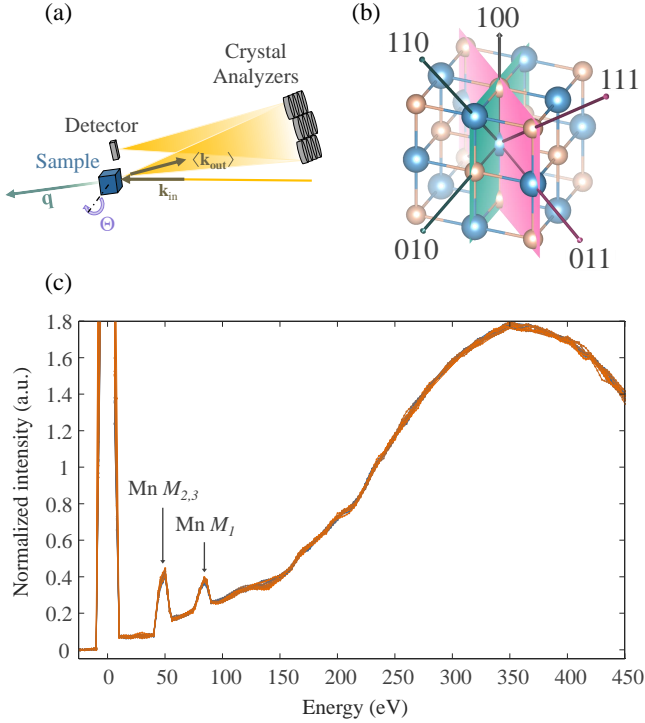 (a)
Crystal
Analyzers
Detector
Sample
⟨k_out⟩
k_in
q
Θ
(b)
100
110
111
010
011
(c)
Normalized intensity (a.u.)
1.8
1.6
1.4
1.2
1
0.8
0.6
0.4
0.2
0
Mn M_{2,3}
Mn M_1
0 50 100 150 200 250 300 350 400 450
Energy (eV)